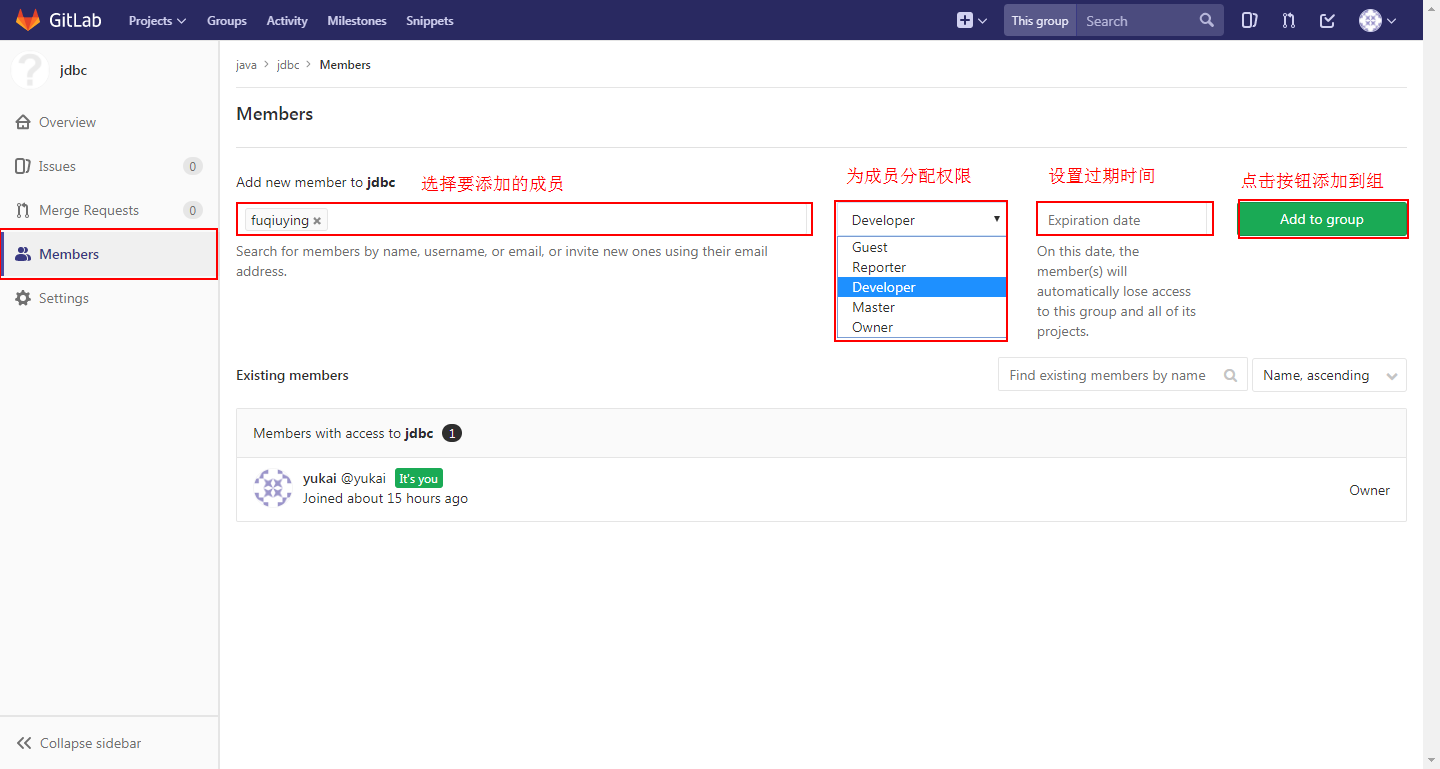 GitLab Projects Groups Activity Milestones Snippets This group Search
jdbc
Overview
Issues 0
Merge Requests 0
Members
Settings
Collapse sidebar
java jdbc Members
Members
Add new member to jdbc 选择要添加的成员 为成员分配权限 设置过期时间 点击按钮添加到组
fuqiuying Developer Expiration date Add to group
Search for members by name, username, or email, or invite new ones using their email
address.
Guest
Reporter
Developer
Master
Owner
On this date, the
member(s) will
automatically lose access
to this group and all of its
projects.
Existing members Find existing members by name Name, ascending
Members with access to jdbc 1
yukai @yukai It's you
Joined about 15 hours ago
Owner